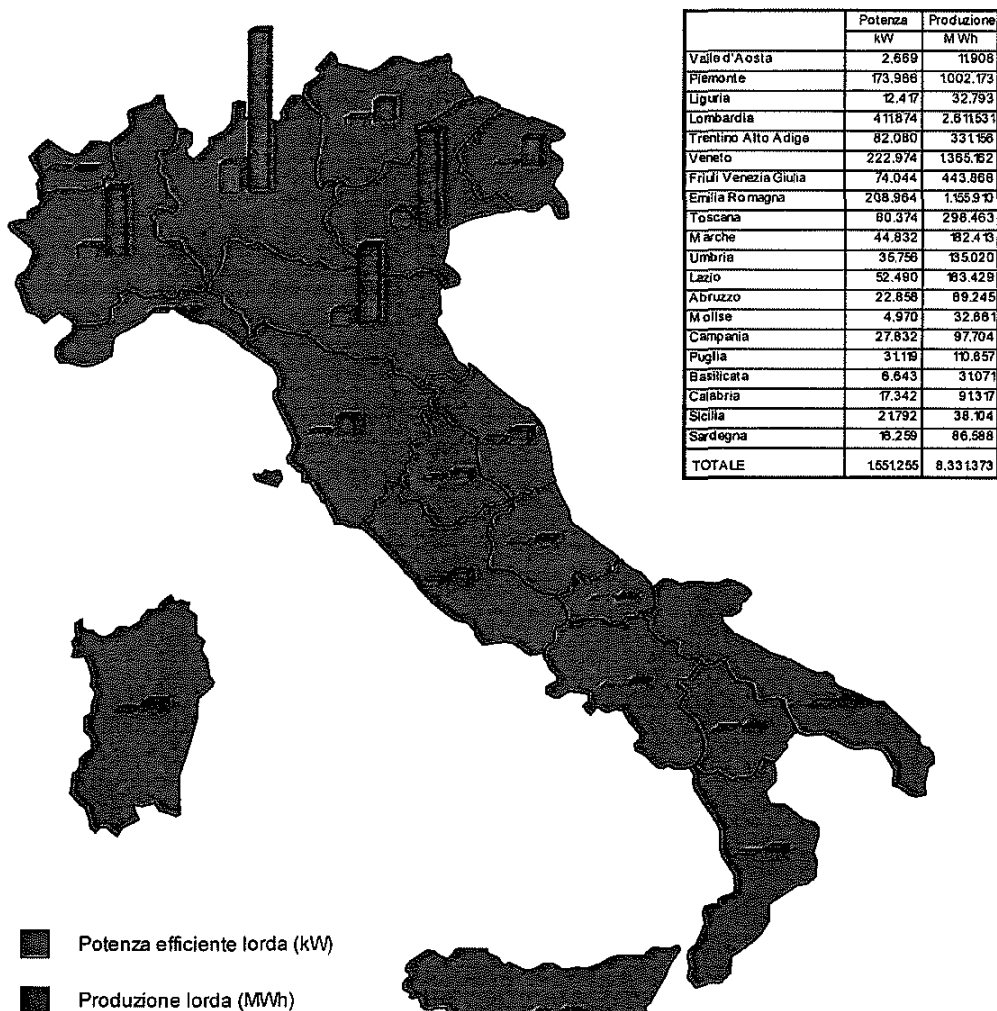 Potenza Produzione
kW MWh
Valle d'Aosta 2.669 11.908
Piemonte 173.986 1.002.173
Liguria 12.417 32.793
Lombardia 411.874 2.611.531
Trentino Alto Adige 82.080 331.156
Veneto 222.974 1.365.162
Friuli Venezia Giulia 74.044 443.868
Emilia Romagna 208.964 1.155.910
Toscana 80.374 298.463
Marche 44.832 182.413
Umbria 35.756 135.020
Lazio 52.490 183.429
Abruzzo 22.858 89.245
Molise 4.970 32.661
Campania 27.832 97.704
Puglia 31.119 110.857
Basilicata 6.643 31.071
Calabria 17.342 91.317
Sicilia 21.792 38.104
Sardegna 16.259 86.588
TOTALE 1.551.255 8.331.373
Potenza efficiente lorda (kW)
Produzione lorda (MWh)